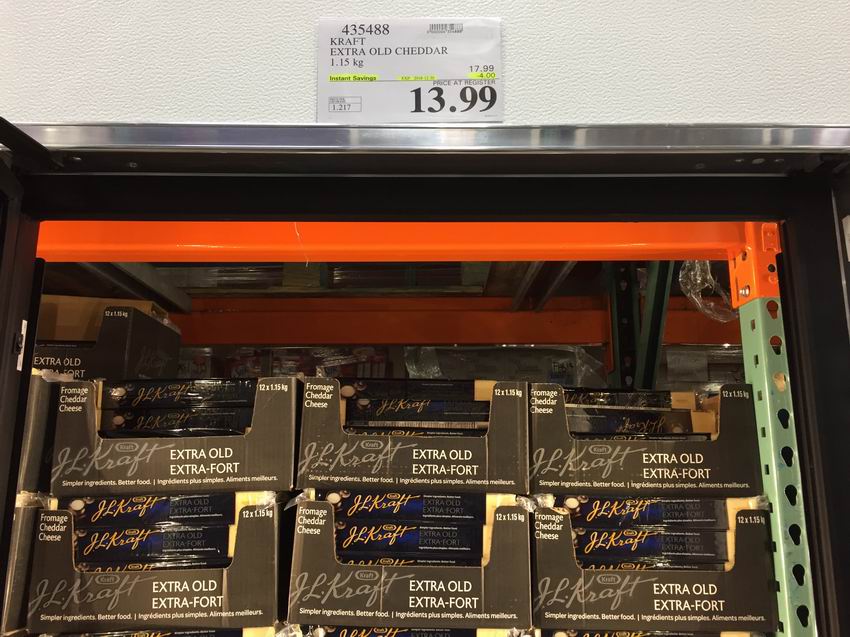 435488
KRAFT
EXTRA OLD CHEDDAR
1.15 kg
17.99
Instant Savings
-4.00
PRICE AT REGISTER
1.217
13.99
12 x 1.15 kg
EXTRA OLD
EXTRA-FORT
Fromage
Cheddar
Cheese
J.L.Kraft
12 x 1.15 kg
Kraft
J.L.Kraft
EXTRA OLD
EXTRA-FORT
Simpler ingredients. Better food. | Ingrédients plus simples. Aliments meilleurs.
Fromage
Cheddar
Cheese
J.L.Kraft
12 x 1.15 kg
Kraft
J.L.Kraft
EXTRA OLD
EXTRA-FORT
Simpler ingredients. Better food. | Ingrédients plus simples. Aliments meilleurs.
Fromage
Cheddar
Cheese
J.L.Kraft
12 x 1.15 kg
Kraft
J.L.Kraft
EXTRA OLD
EXTRA-FORT
Simpler ingredients. Better food. | Ingrédients plus simples. Aliments meilleurs.
Fromage
Cheddar
Cheese
J.L.Kraft
EXTRA OLD
EXTRA-FORT
J.L.Kraft
12 x 1.15 kg
Kraft
J.L.Kraft
EXTRA OLD
EXTRA-FORT
Simpler ingredients. Better food. | Ingrédients plus simples. Aliments meilleurs.
Fromage
Cheddar
Cheese
J.L.Kraft
EXTRA OLD
EXTRA-FORT
J.L.Kraft
EXTRA OLD
EXTRA-FORT
12 x 1.15 kg
Kraft
J.L.Kraft
EXTRA OLD
EXTRA-FORT
Simpler ingredients. Better food. | Ingrédients plus simples. Aliments meilleurs.
Fromage
Cheddar
Cheese
J.L.Kraft
EXTRA OLD
EXTRA-FORT
J.L.Kraft
EXTRA OLD
EXTRA-FORT
12 x 1.15 kg
Kraft
J.L.Kraft
EXTRA OLD
EXTRA-FORT
Simpler ingredients. Better food. | Ingrédients plus simples. Aliments meilleurs.